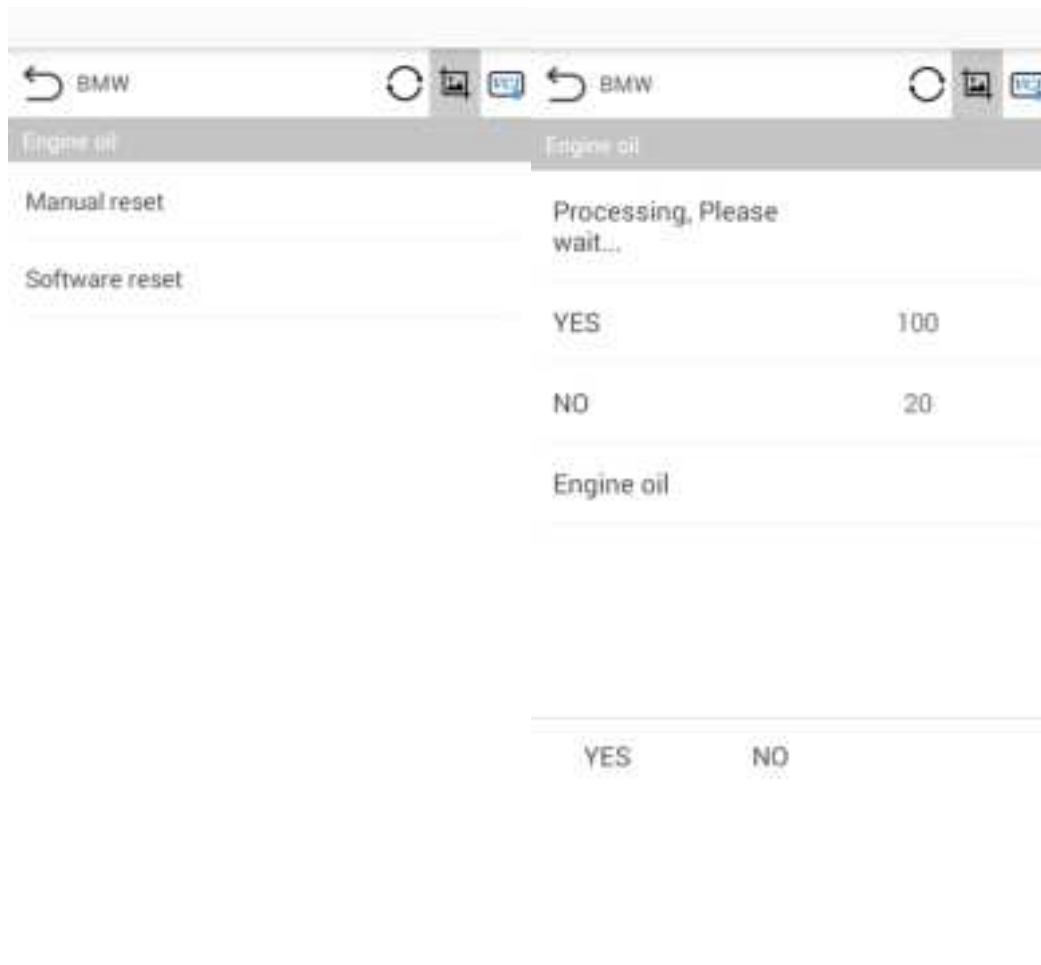 BMW
VCI
Engine oil
Manual reset
Software reset
BMW
Engine oil
Processing, Please
wait...
YES 100
NO 20
Engine oil
YES NO